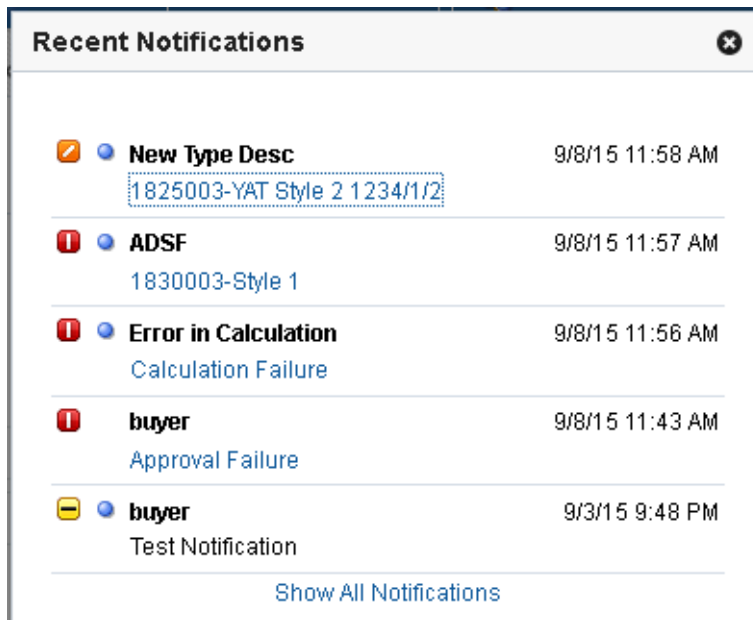 Recent Notifications
New Type Desc 9/8/15 11:58 AM
1825003-YAT Style 2 1234/1/2
ADSF 9/8/15 11:57 AM
1830003-Style 1
Error in Calculation 9/8/15 11:56 AM
Calculation Failure
buyer 9/8/15 11:43 AM
Approval Failure
buyer 9/3/15 9:48 PM
Test Notification
Show All Notifications